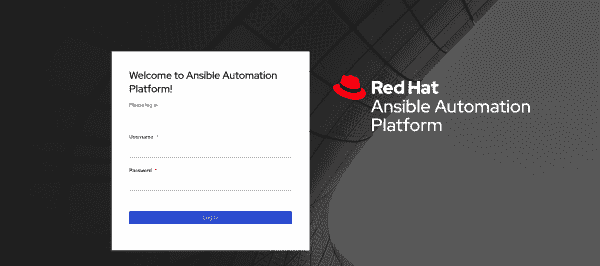 Welcome to Ansible Automation
Platform!
Please log in
Username *
Password *
Log in
Red Hat
Ansible Automation
Platform